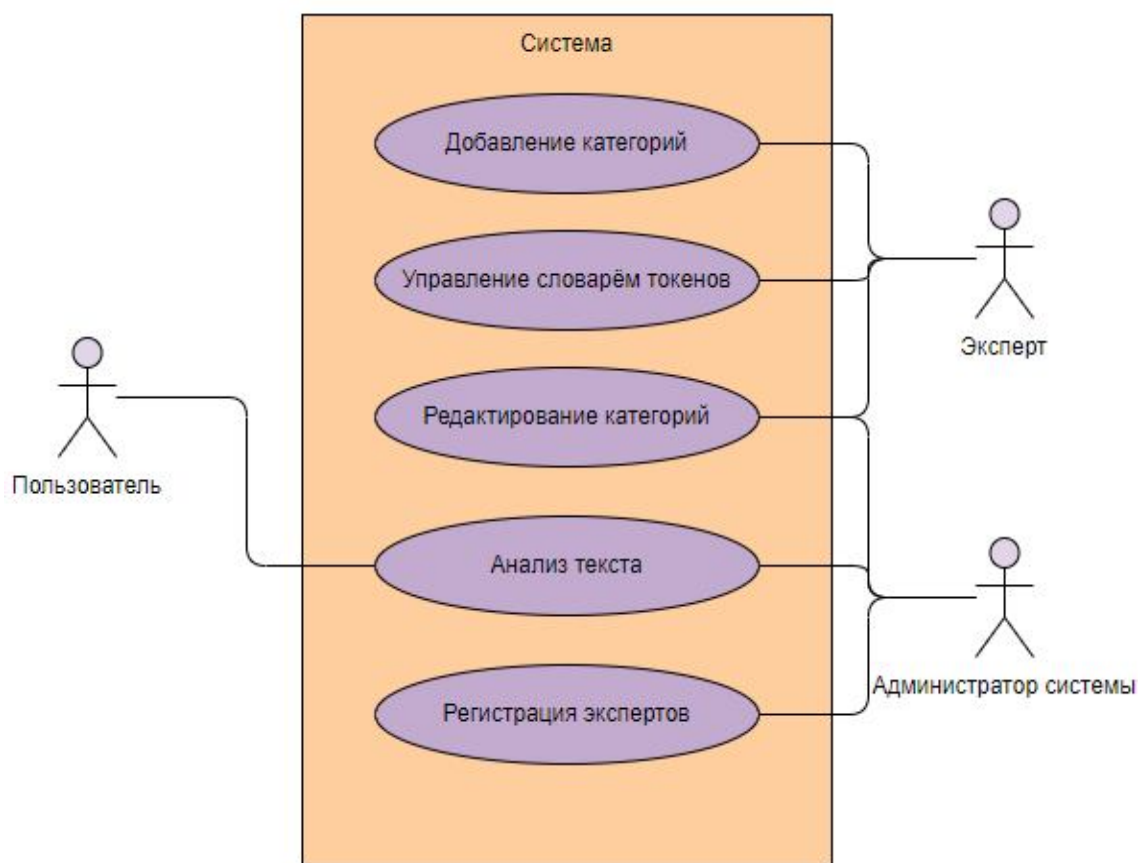 Система
Добавление категорий
Управление словарём токенов
Эксперт
Редактирование категорий
Пользователь
Анализ текста
Администратор системы
Регистрация экспертов